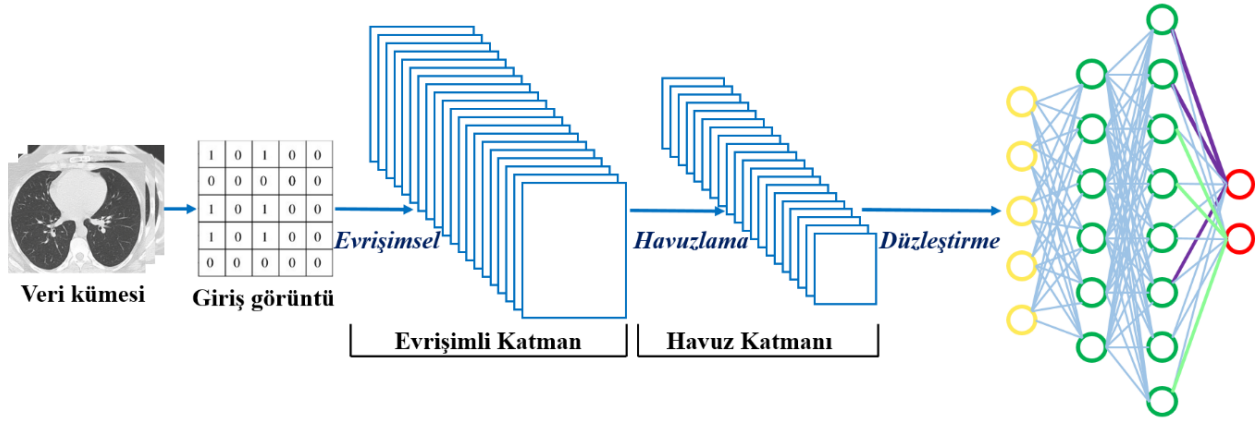 1 0 1 0 0
0 0 0 0 0
1 0 1 0 0
1 0 1 0 0
0 0 0 0 0
Evrişimsel
Havuzlama
Düzleştirme
Veri kümesi
Giriş görüntü
Evrişimli Katman
Havuz Katmanı